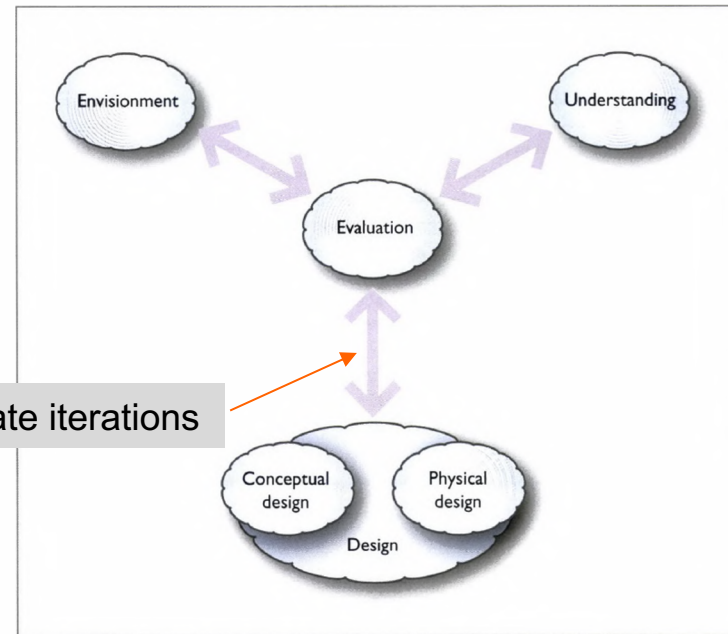 Envisionment
Understanding
Evaluation
ate iterations
Conceptual
design
Physical
design
Design